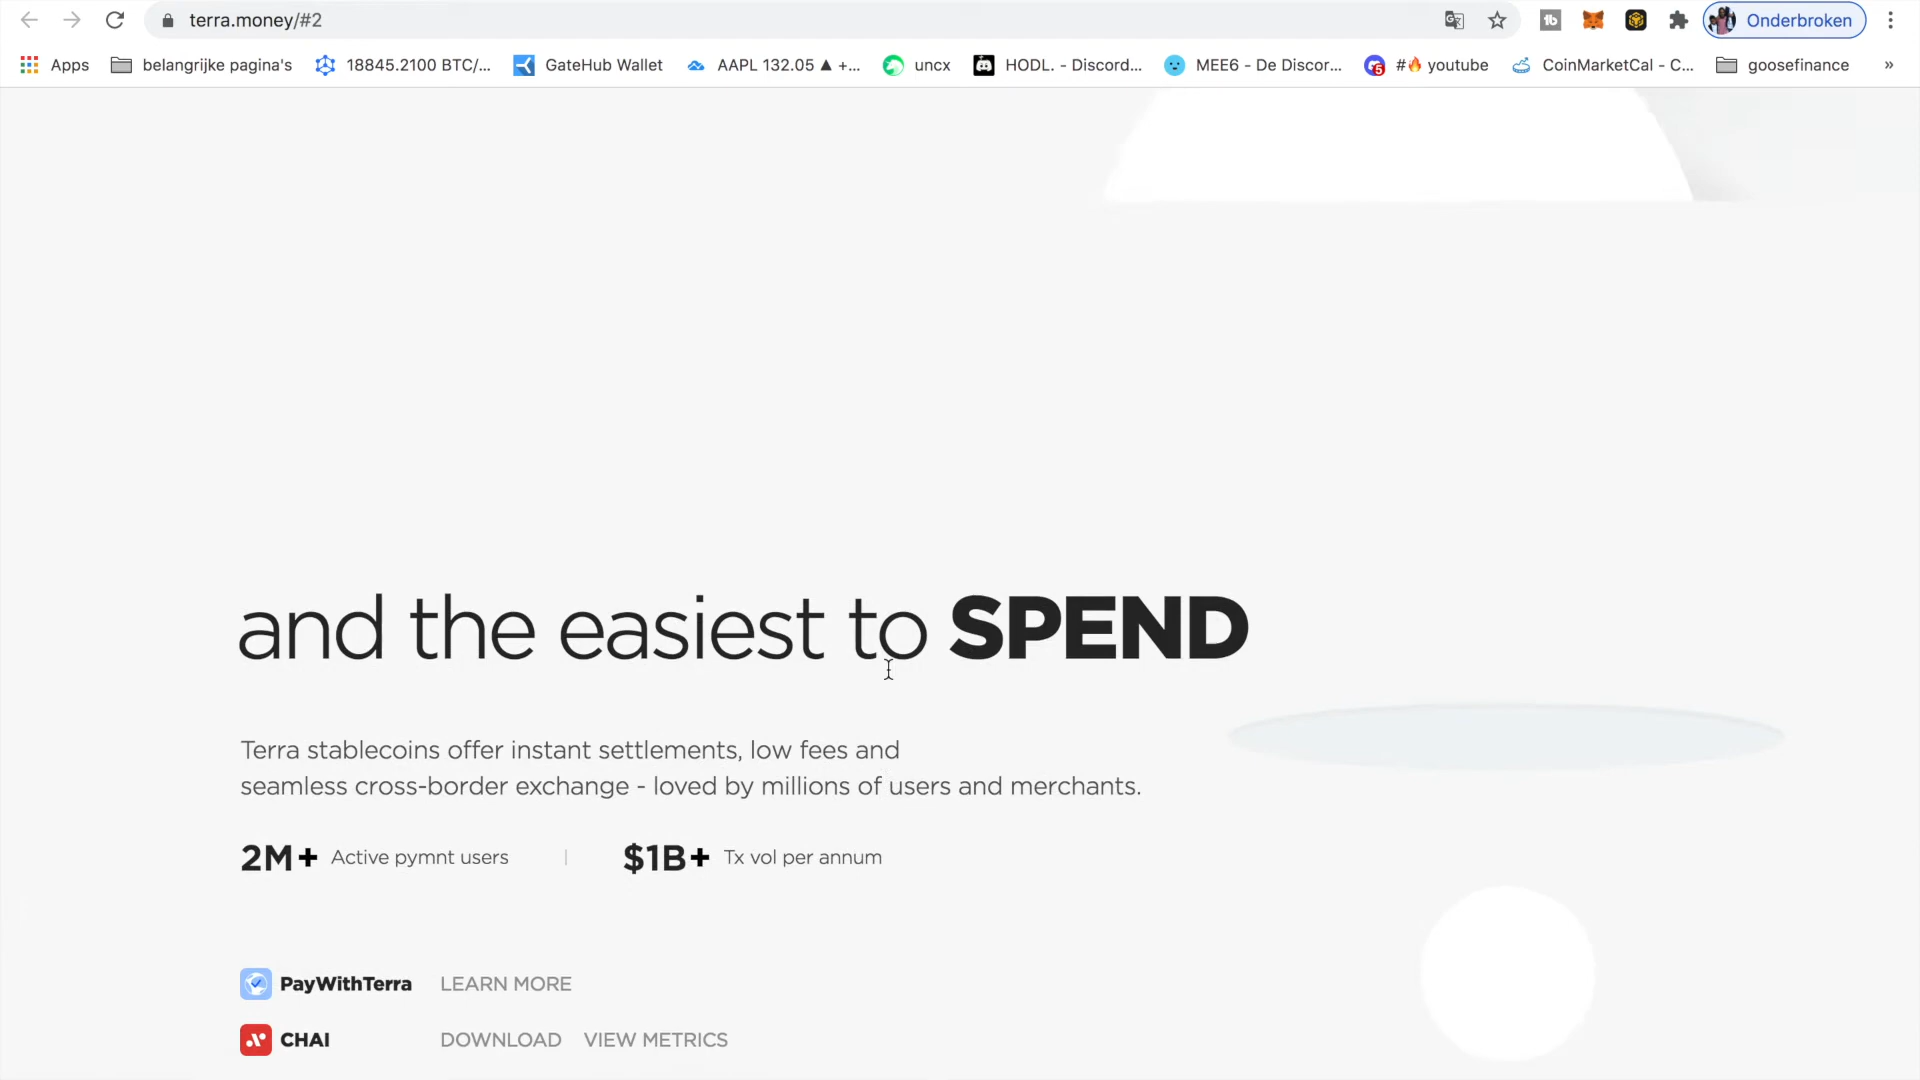 terra.money/#2
Onderbroken
Apps
belangrijke pagina's
18845.2100 BTC/...
GateHub Wallet
AAPL 132.05 ▲ +...
uncx
HODL. - Discord...
MEE6 - De Discor...
5
#🔥 youtube
CoinMarketCal - C...
goosefinance
»
and the easiest to SPEND
Terra stablecoins offer instant settlements, low fees and
seamless cross-border exchange - loved by millions of users and merchants.
2M+ Active pymnt users | $1B+ Tx vol per annum
PayWithTerra LEARN MORE
CHAI DOWNLOAD VIEW METRICS